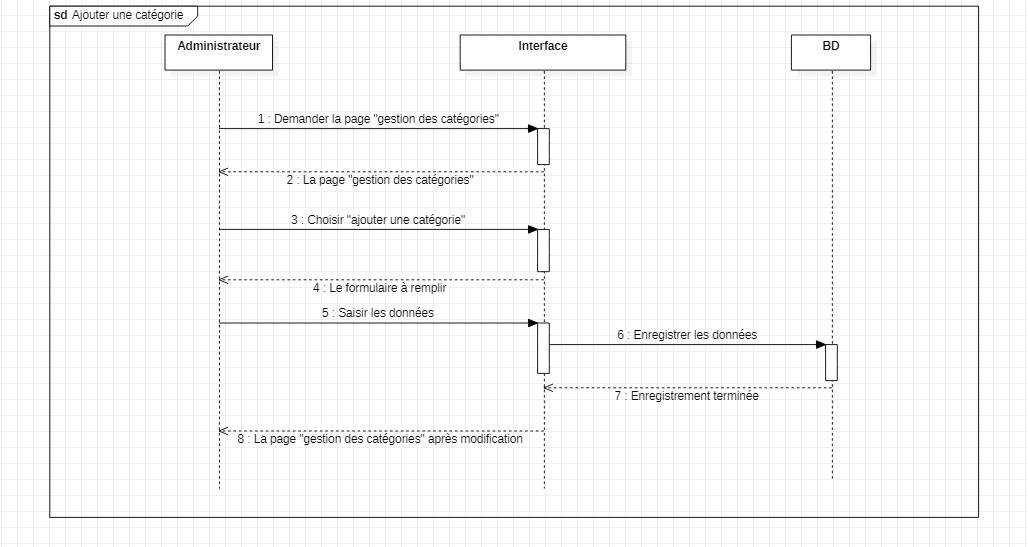 sd Ajouter une catégorie
Administrateur
Interface
BD
1 : Demander la page "gestion des catégories"
2 : La page "gestion des catégories"
3 : Choisir "ajouter une catégorie"
4 : Le formulaire à remplir
5 : Saisir les données
6 : Enregistrer les données
7 : Enregistrement terminée
8 : La page "gestion des catégories" après modification